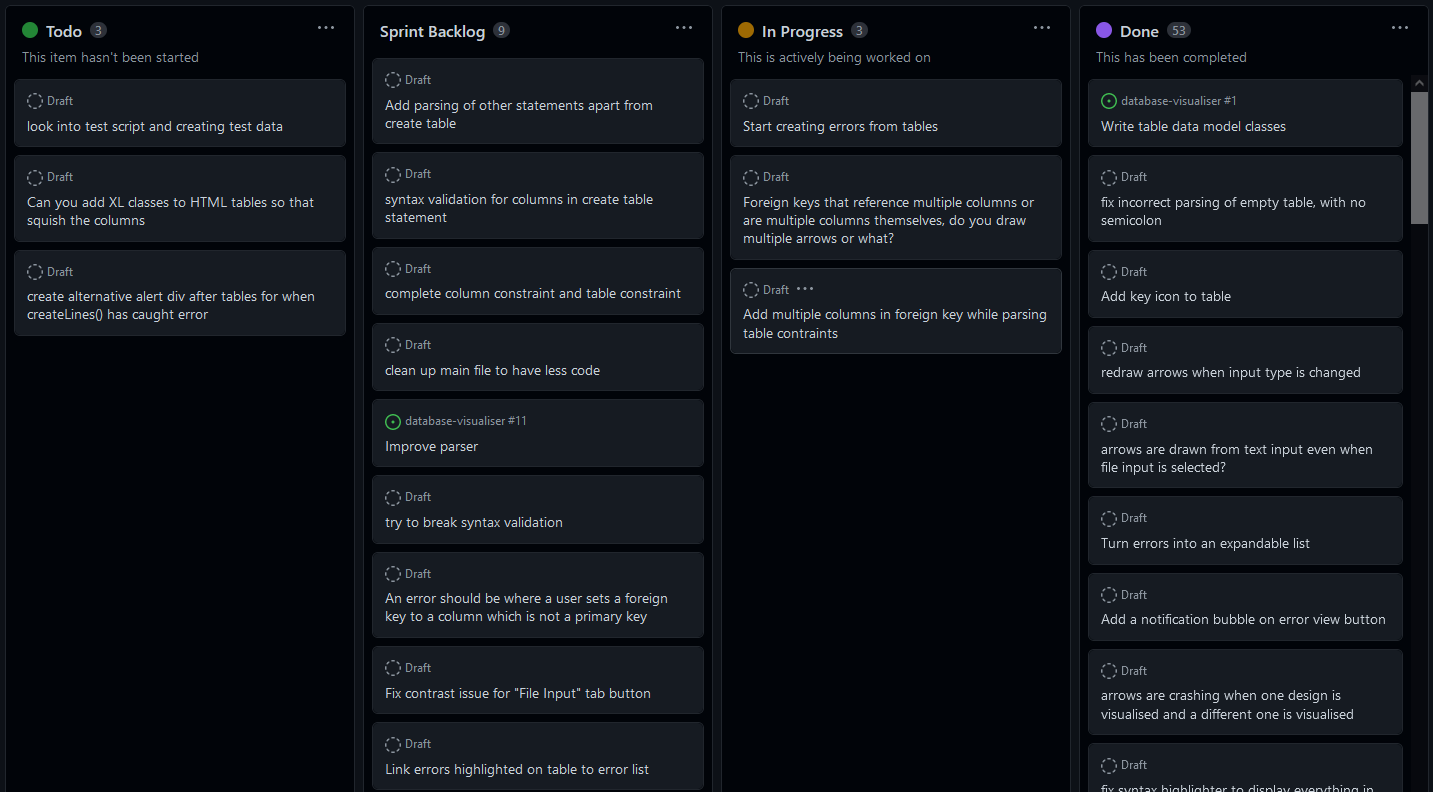 Todo 3
This item hasn't been started
Draft
look into test script and creating test data
Draft
Can you add XL classes to HTML tables so that
squish the columns
Draft
create alternative alert div after tables for when
createLines() has caught error
Sprint Backlog 9
Draft
Add parsing of other statements apart from
create table
Draft
syntax validation for columns in create table
statement
Draft
complete column constraint and table constraint
Draft
clean up main file to have less code
database-visualiser #11
Improve parser
Draft
try to break syntax validation
Draft
An error should be where a user sets a foreign
key to a column which is not a primary key
Draft
Fix contrast issue for "File Input" tab button
Draft
Link errors highlighted on table to error list
In Progress 3
This is actively being worked on
Draft
Start creating errors from tables
Draft
Foreign keys that reference multiple columns or
are multiple columns themselves, do you draw
multiple arrows or what?
Draft
Add multiple columns in foreign key while parsing
table contraints
Done 53
This has been completed
database-visualiser #1
Write table data model classes
Draft
fix incorrect parsing of empty table, with no
semicolon
Draft
Add key icon to table
Draft
redraw arrows when input type is changed
Draft
arrows are drawn from text input even when
file input is selected?
Draft
Turn errors into an expandable list
Draft
Add a notification bubble on error view button
Draft
arrows are crashing when one design is
visualised and a different one is visualised
Draft
fix syntax highlighter to display everything in